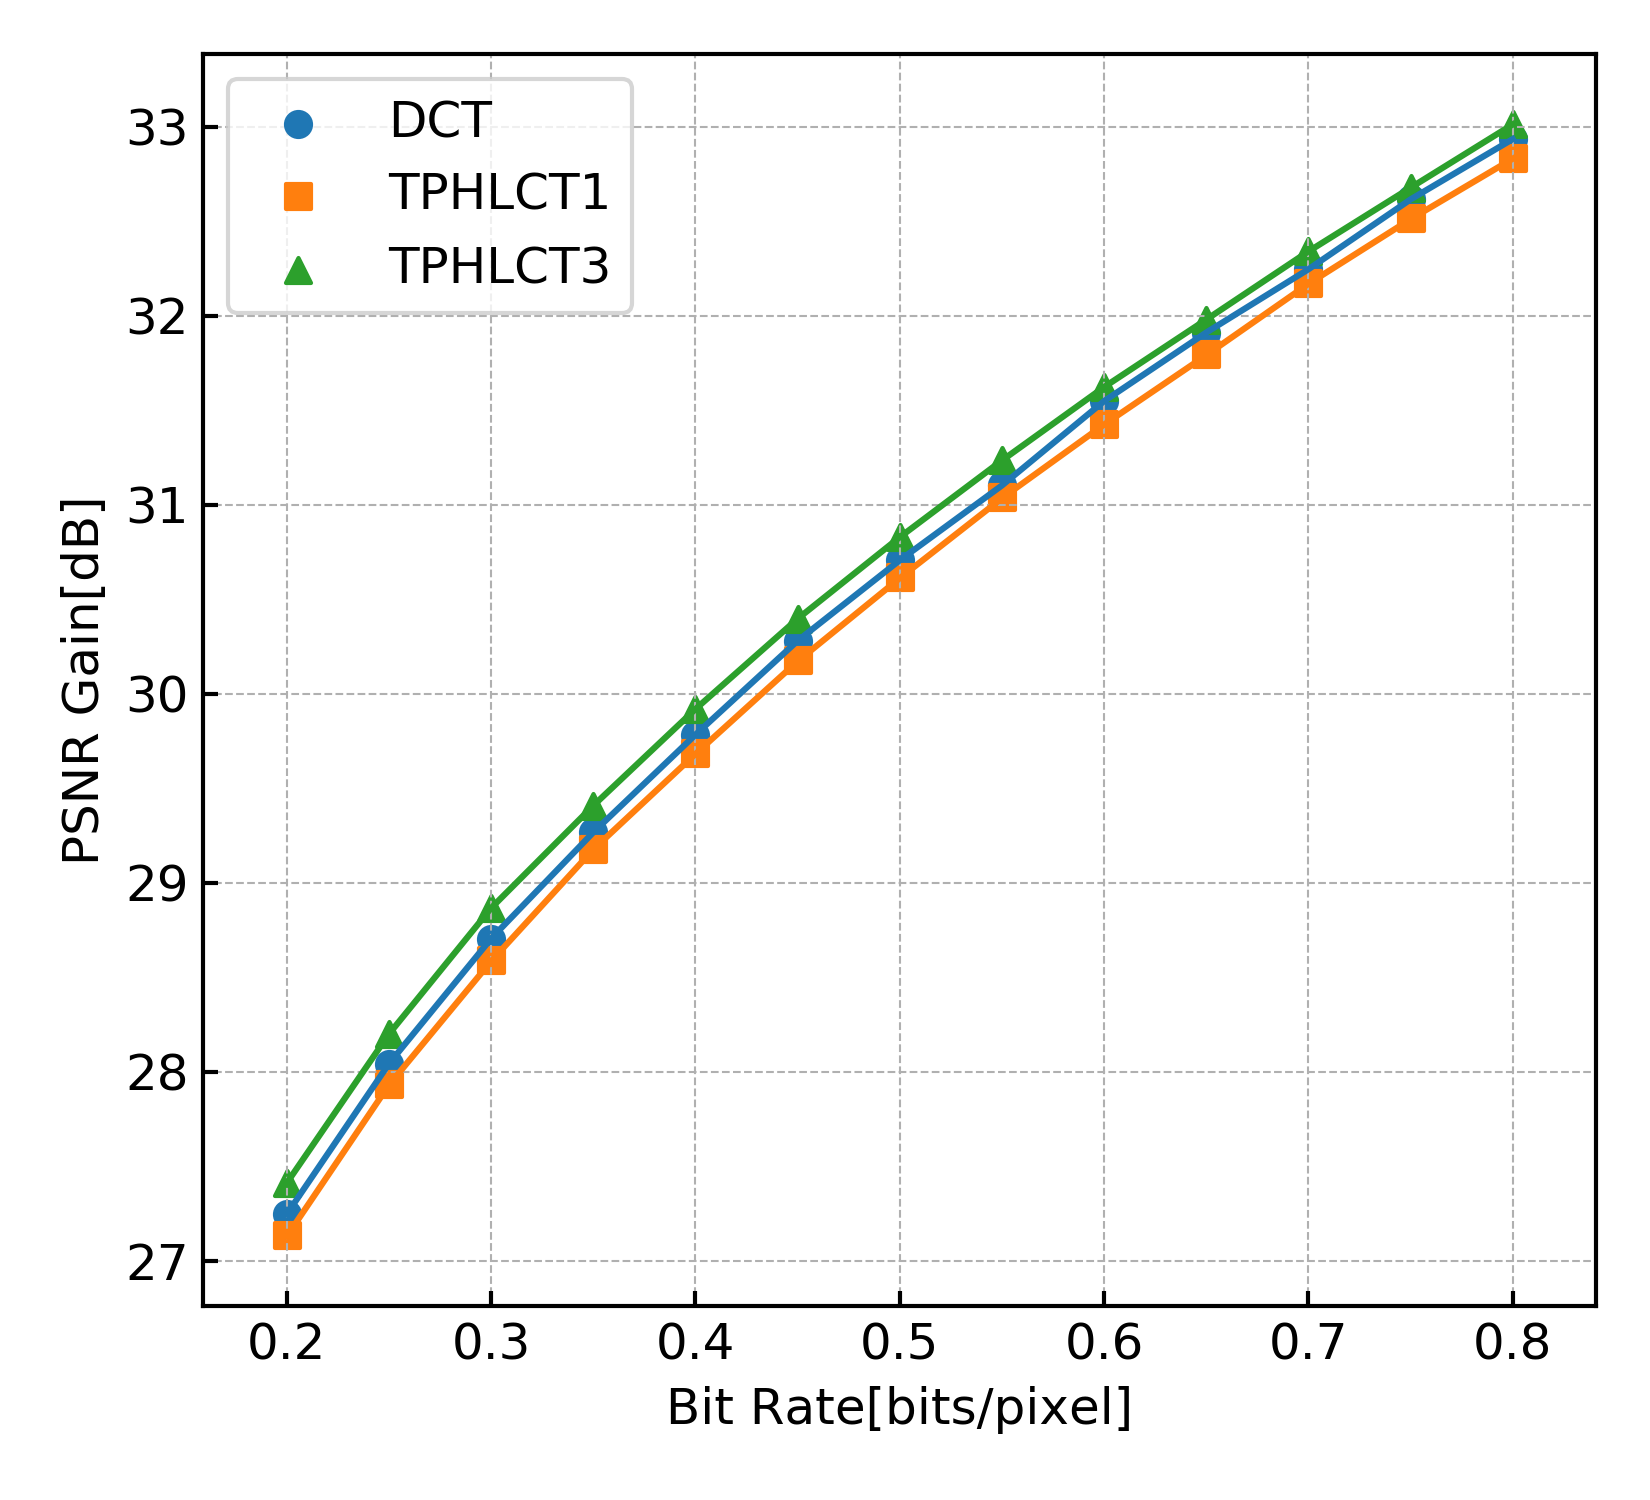 DCT
TPHLCT1
TPHLCT3
33
32
31
30
29
28
27
PSNR Gain[dB]
0.2 0.3 0.4 0.5 0.6 0.7 0.8
Bit Rate[bits/pixel]